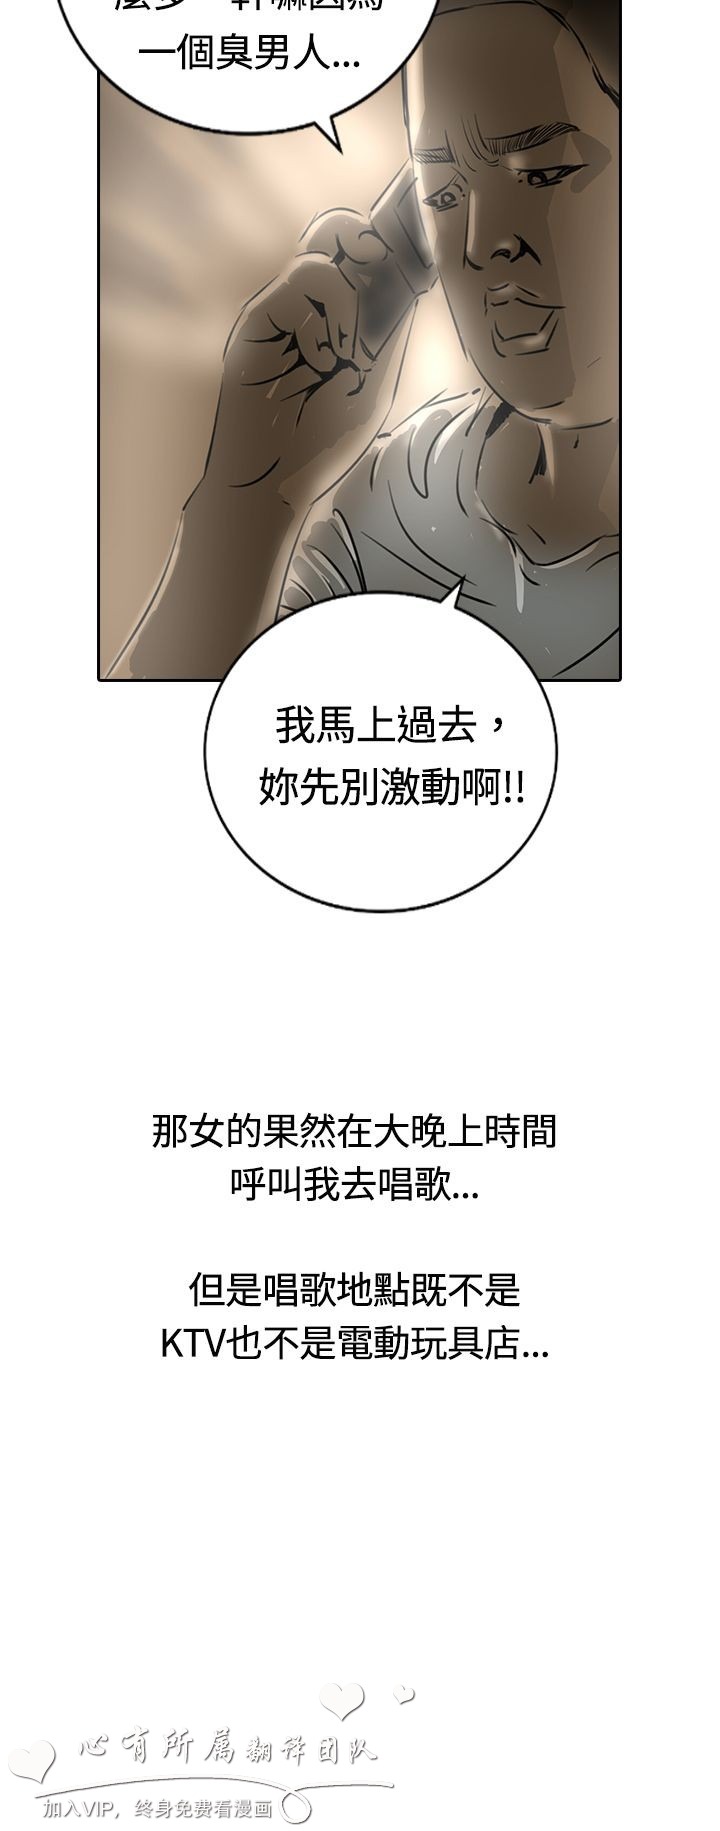 一個臭男人...
我馬上過去，
妳先別激動啊!!
那女的果然在大晚上時間
呼叫我去唱歌...
但是唱歌地點既不是
KTV也不是電動玩具店...
心有所属翻译团队
加入VIP，终身免费看漫画